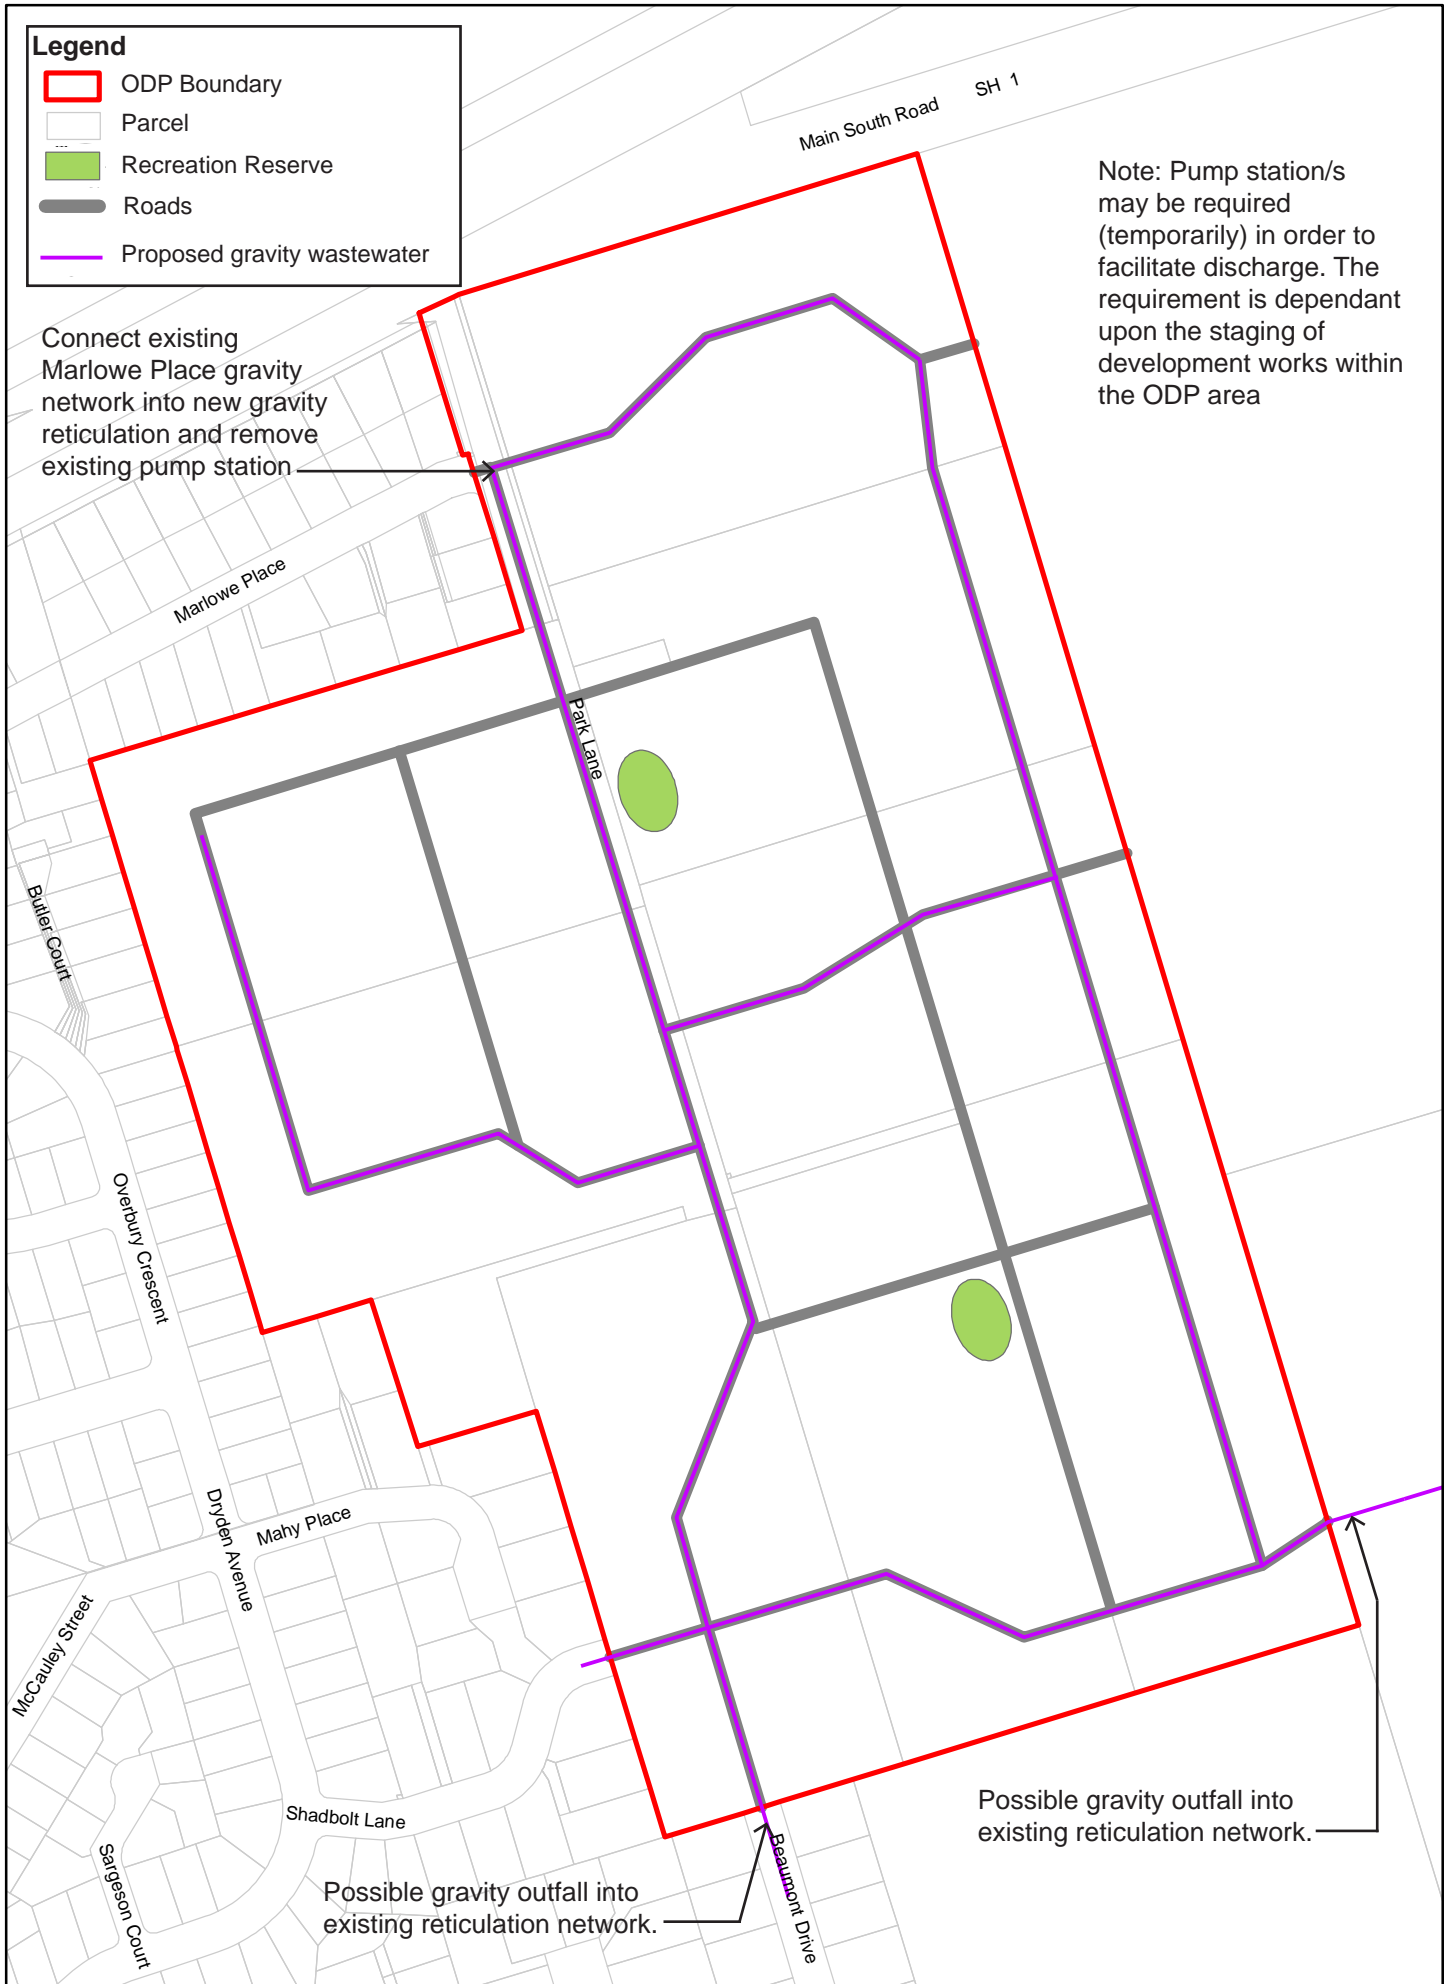 Legend
ODP Boundary
Parcel
Recreation Reserve
Roads
Proposed gravity wastewater
Main South Road
SH 1
Note: Pump station/s
may be required
(temporarily) in order to
facilitate discharge. The
requirement is dependant
upon the staging of
development works within
the ODP area
Connect existing
Marlowe Place gravity
network into new gravity
reticulation and remove
existing pump station
Marlowe Place
Park Lane
Butler Court
Overbury Crescent
Dryden Avenue
Mahy Place
McCauley Street
Shadbolt Lane
Sargeson Court
Beaumont Drive
Possible gravity outfall into
existing reticulation network.
Possible gravity outfall into
existing reticulation network.